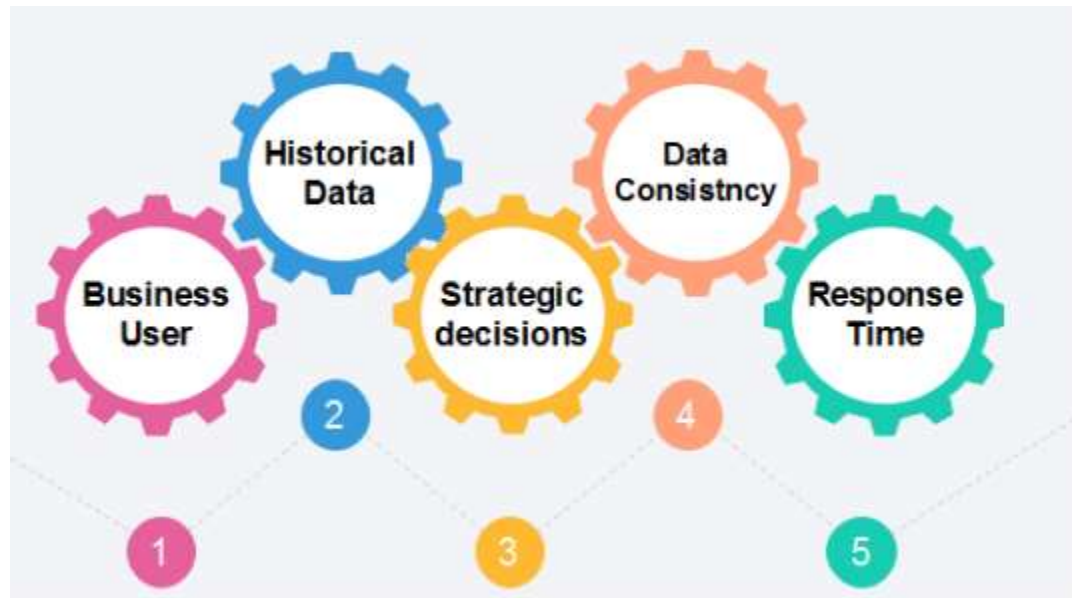 Historical
Data
Data
Consistncy
Business
User
Strategic
decisions
Response
Time
2
4
1
3
5